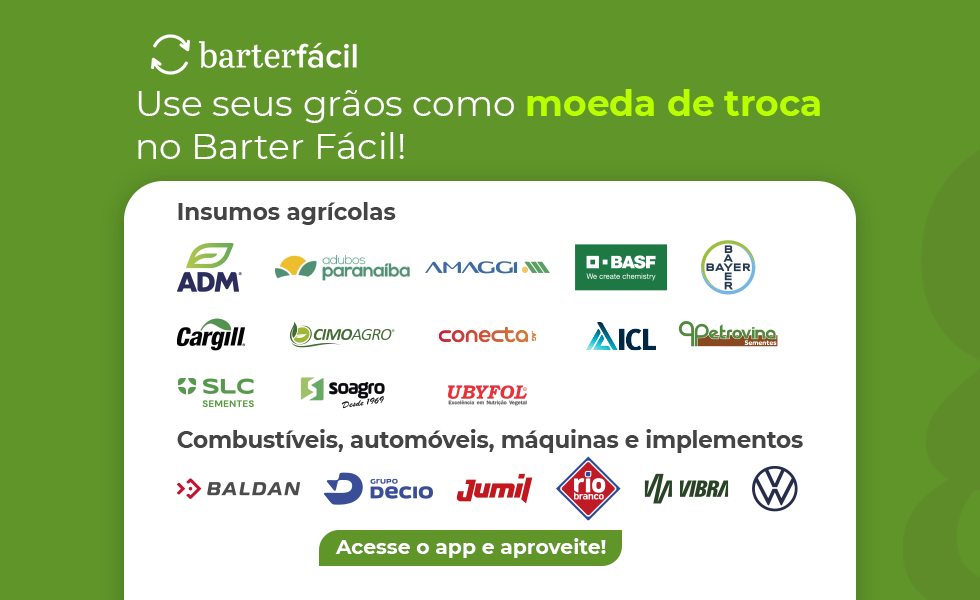 barterfácil
Use seus grãos como moeda de troca
no Barter Fácil!
Insumos agrícolas
ADM
adubos
paranaíba
AMAGGI
BASF
We create chemistry
BAYER
BAYER
Cargill
CIMOAGRO
conecta
ICL
Petrovina
Sementes
SLC
SEMENTES
soagro
Desde 1969
UBYFOL
Excelência em Nutrição Vegetal
Combustíveis, automóveis, máquinas e implementos
BALDAN
GRUPO
DECIO
Jumil
rio
branco
VIBRA
VW
Acesse o app e aproveite!